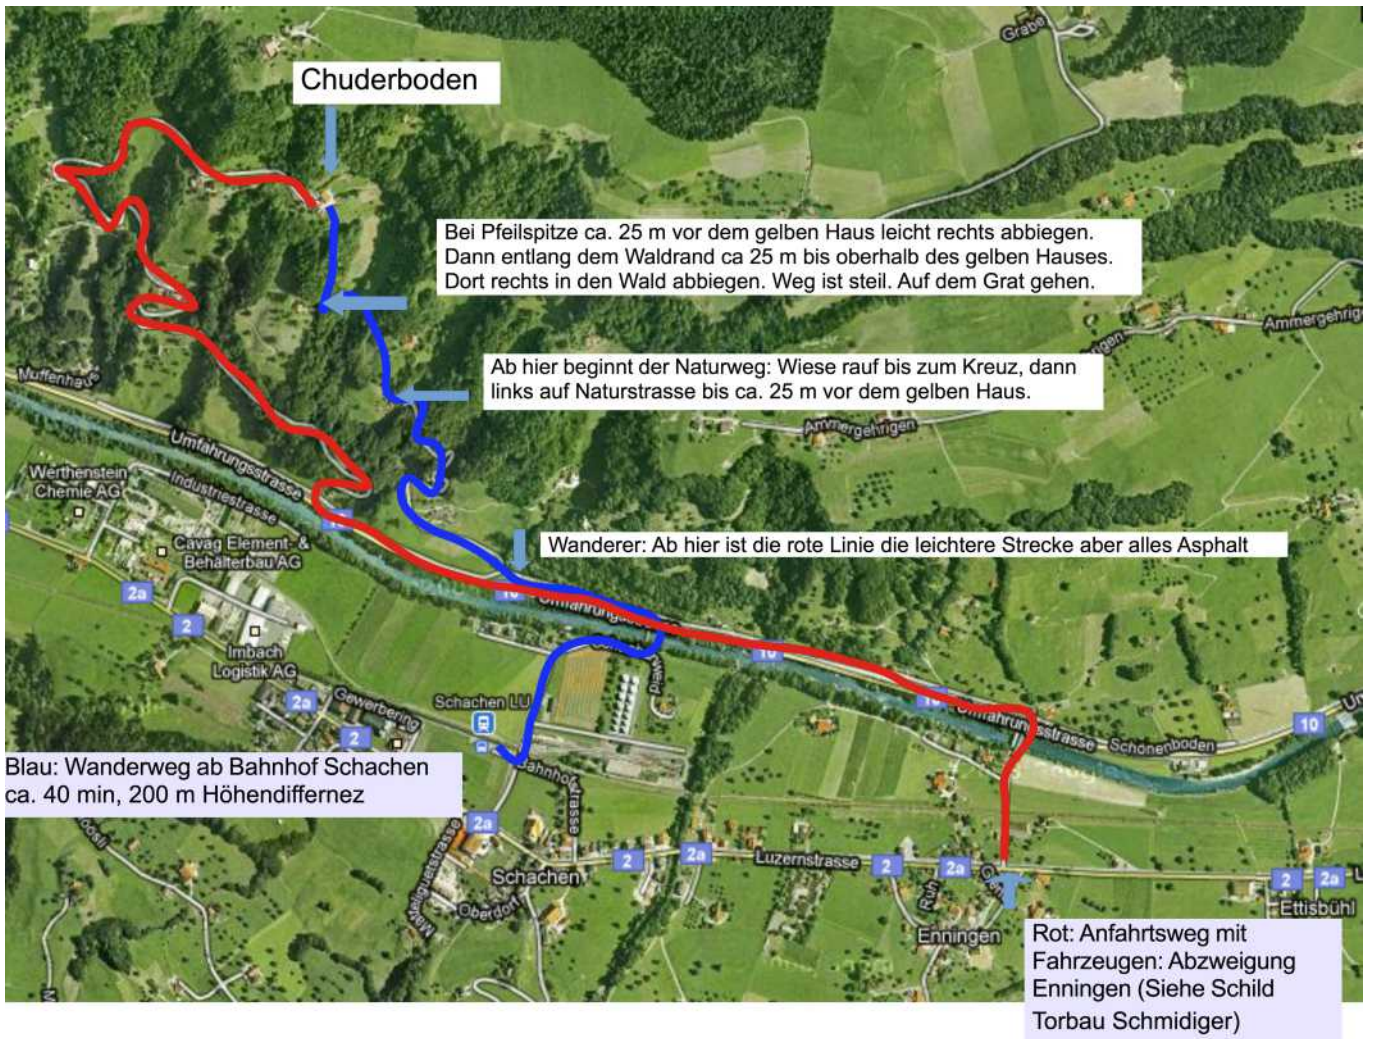 Grabe
Chuderboden
Bei Pfeilspitze ca. 25 m vor dem gelben Haus leicht rechts abbiegen.
Dann entlang dem Waldrand ca 25 m bis oberhalb des gelben Hauses.
Dort rechts in den Wald abbiegen. Weg ist steil. Auf dem Grat gehen.
Ammergehrigen
Muffenhaus
Ab hier beginnt der Naturweg: Wiese rauf bis zum Kreuz, dann
links auf Naturstrasse bis ca. 25 m vor dem gelben Haus.
Ammergehrigen
Umfahrungsstrasse
Werthenstein
Chemie AG
Industriestrasse
10
Cavag Element- &
Behälterbau AG
Wanderer: Ab hier ist die rote Linie die leichtere Strecke aber alles Asphalt
2a
10
2
Imbach
Logistik AG
10
2a
Gewerbering
Schachen LU
10
Umfahrungsstrasse
10
2
Schönenboden
Blau: Wanderweg ab Bahnhof Schachen
ca. 40 min, 200 m Höhendiffernez
Bahnhofstrasse
2a
2
2a
Luzernstrasse
2
2a
Schachen
2
2a
Ettisbühl
Oberdorf
Enningen
Rot: Anfahrtsweg mit
Fahrzeugen: Abzweigung
Enningen (Siehe Schild
Torbau Schmidiger)